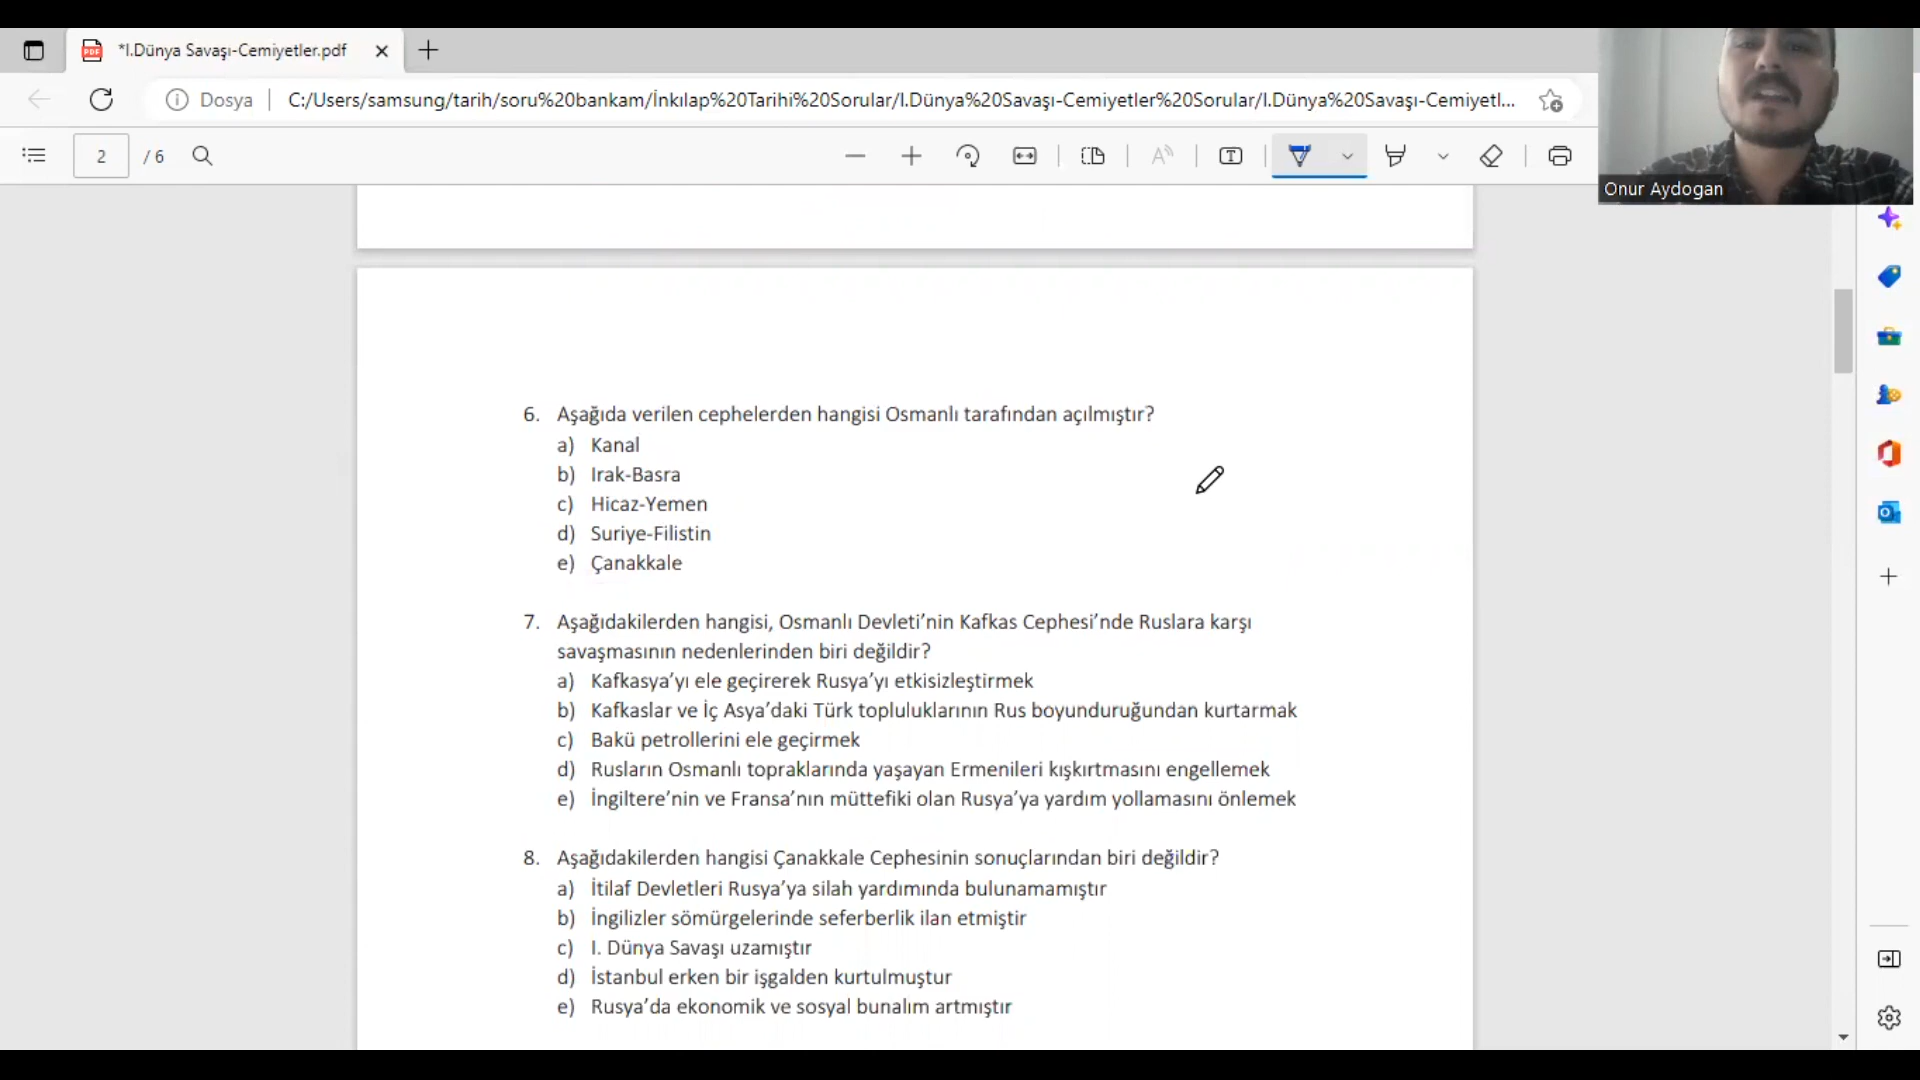 *I.Dünya Savaşı-Cemiyetler.pdf
Dosya
C:/Users/samsung/tarih/soru%20bankam/İnkılap%20Tarihi%20Sorular/I.Dünya%20Savaşı-Cemiyetler%20Sorular/I.Dünya%20Savaşı-Cemiyetl...
2 / 6
Onur Aydogan
6. Aşağıda verilen cephelerden hangisi Osmanlı tarafından açılmıştır?
a) Kanal
b) Irak-Basra
c) Hicaz-Yemen
d) Suriye-Filistin
e) Çanakkale
7. Aşağıdakilerden hangisi, Osmanlı Devleti’nin Kafkas Cephesi’nde Ruslara karşı
savaşmasının nedenlerinden biri değildir?
a) Kafkasya’yı ele geçirerek Rusya’yı etkisizleştirmek
b) Kafkaslar ve İç Asya’daki Türk topluluklarının Rus boyunduruğundan kurtarmak
c) Bakü petrollerini ele geçirmek
d) Rusların Osmanlı topraklarında yaşayan Ermenileri kışkırtmasını engellemek
e) İngiltere’nin ve Fransa’nın müttefiki olan Rusya’ya yardım yollamasını önlemek
8. Aşağıdakilerden hangisi Çanakkale Cephesinin sonuçlarından biri değildir?
a) İtilaf Devletleri Rusya’ya silah yardımında bulunamamıştır
b) İngilizler sömürgelerinde seferberlik ilan etmiştir
c) I. Dünya Savaşı uzamıştır
d) İstanbul erken bir işgalden kurtulmuştur
e) Rusya’da ekonomik ve sosyal bunalım artmıştır